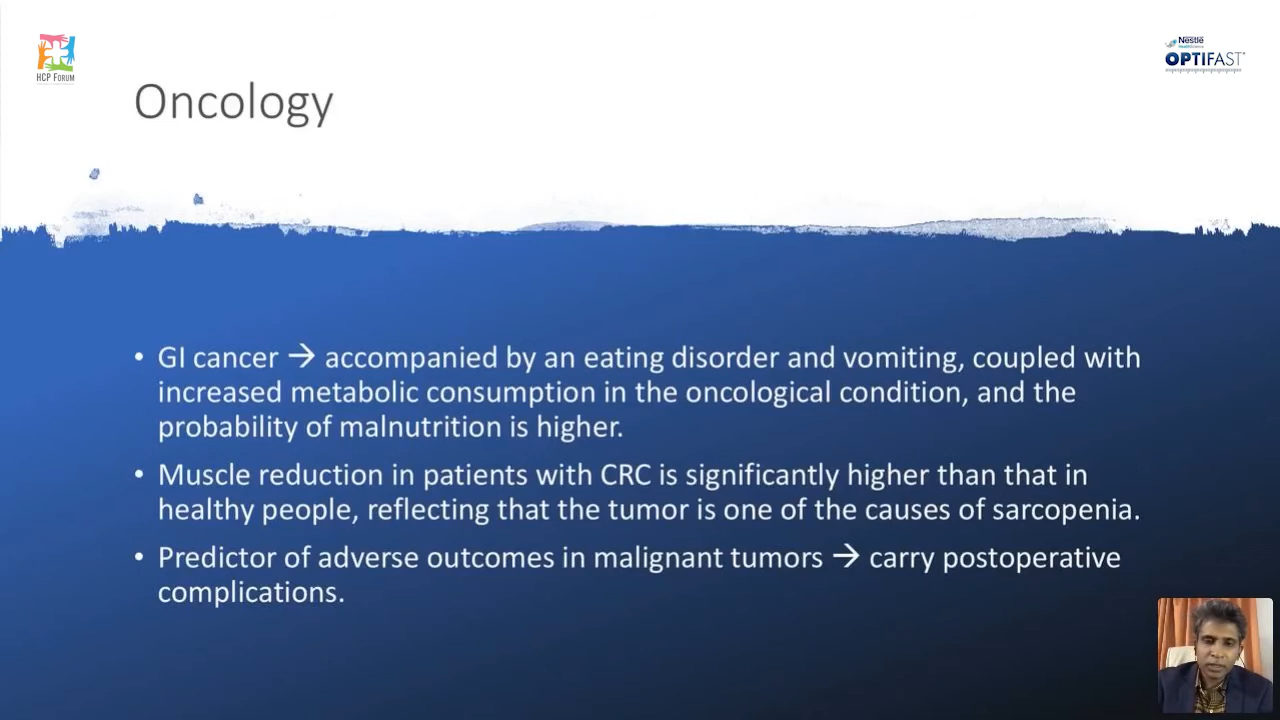 HCP FORUM
Nestlé
HealthScience
OPTIFAST
Oncology
• GI cancer → accompanied by an eating disorder and vomiting, coupled with
increased metabolic consumption in the oncological condition, and the
probability of malnutrition is higher.
• Muscle reduction in patients with CRC is significantly higher than that in
healthy people, reflecting that the tumor is one of the causes of sarcopenia.
• Predictor of adverse outcomes in malignant tumors → carry postoperative
complications.